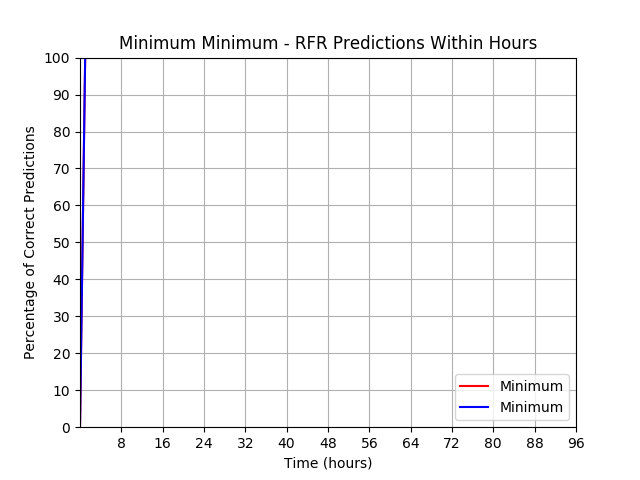 Minimum Minimum - RFR Predictions Within Hours
100
90
80
70
60
50
40
30
20
10
0
Percentage of Correct Predictions
8 16 24 32 40 48 56 64 72 80 88 96
Time (hours)
Minimum
Minimum